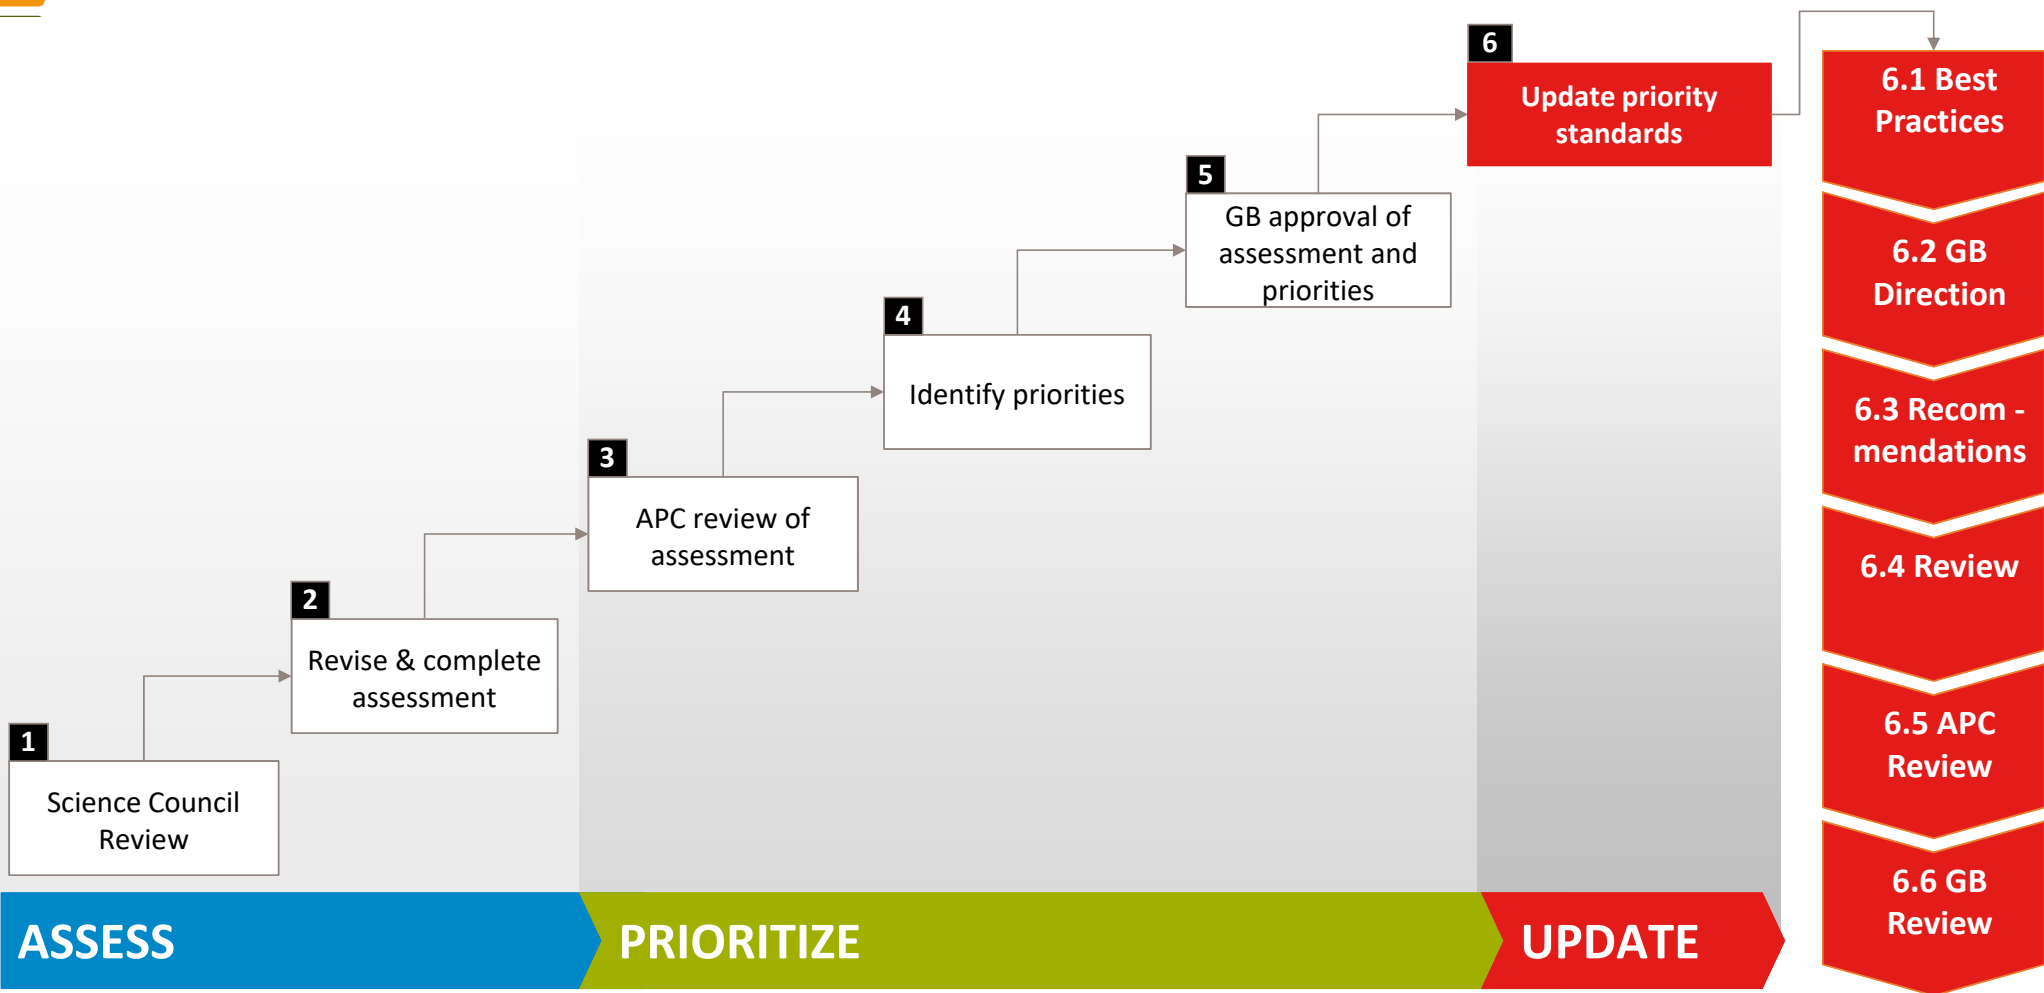 1
Science Council
Review
2
Revise & complete
assessment
3
APC review of
assessment
4
Identify priorities
5
GB approval of
assessment and
priorities
6
Update priority
standards
6.1 Best
Practices
6.2 GB
Direction
6.3 Recom -
mendations
6.4 Review
6.5 APC
Review
6.6 GB
Review
ASSESS
PRIORITIZE
UPDATE